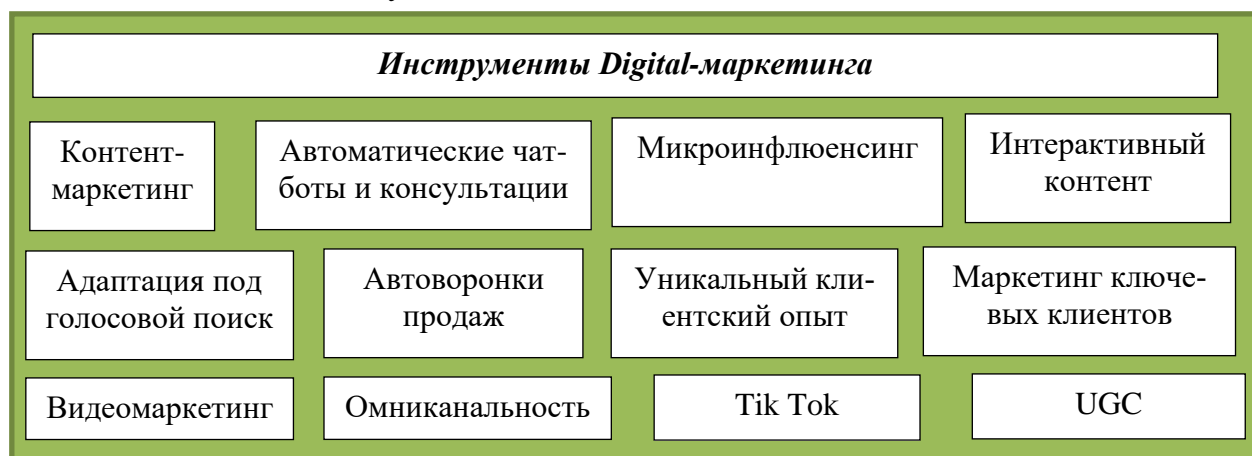 Инструменты Digital-маркетинга
Контент-
маркетинг
Автоматические чат-
боты и консультации
Микроинфлюенсинг
Интерактивный
контент
Адаптация под
голосовой поиск
Автоворонки
продаж
Уникальный кли-
ентский опыт
Маркетинг ключе-
вых клиентов
Видеомаркетинг
Омниканальность
Tik Tok
UGC